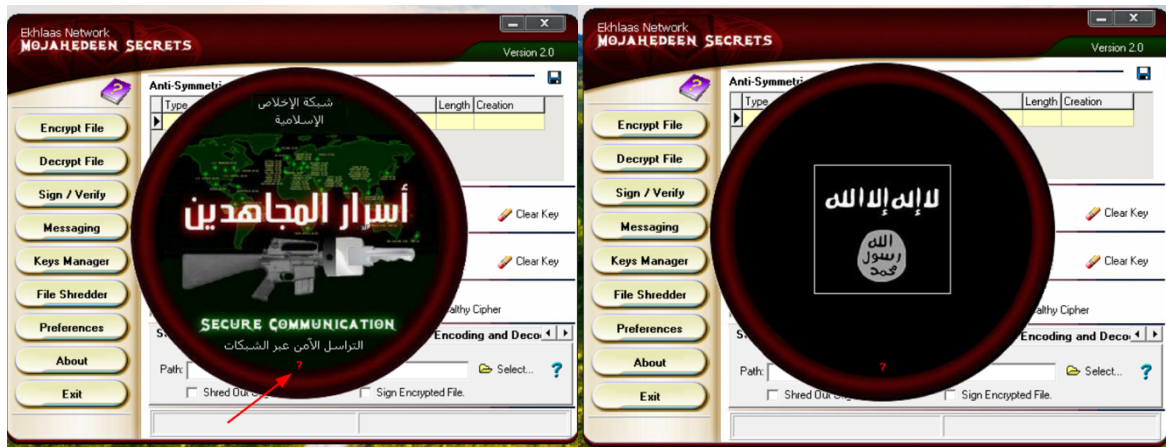 Ekhlaas Network
MOJAHEDEEN SECRETS
Version 2.0
Anti-Symmetric
Type
Length
Creation
Encrypt File
Decrypt File
Sign / Verify
Messaging
Keys Manager
File Shredder
Preferences
About
Exit
شبكة الإخلاص
الإسلامية
أسرار المجاهدين
SECURE COMMUNICATION
التراسل الآمن عبر الشبكات
?
Clear Key
Clear Key
Cipher
Encoding and
Path:
Select...
?
Shred
Sign Encrypted File.
Ekhlaas Network
MOJAHEDEEN SECRETS
Version 2.0
Type
Length
Creation
Encrypt File
Decrypt File
Sign / Verify
Messaging
Keys Manager
File Shredder
Preferences
About
Exit
لا إله إلا الله
الله
رسول
محمد
?
Clear Key
Clear Key
Cipher
Encoding and
Path:
Select...
?
Shred
Sign Encrypted File.